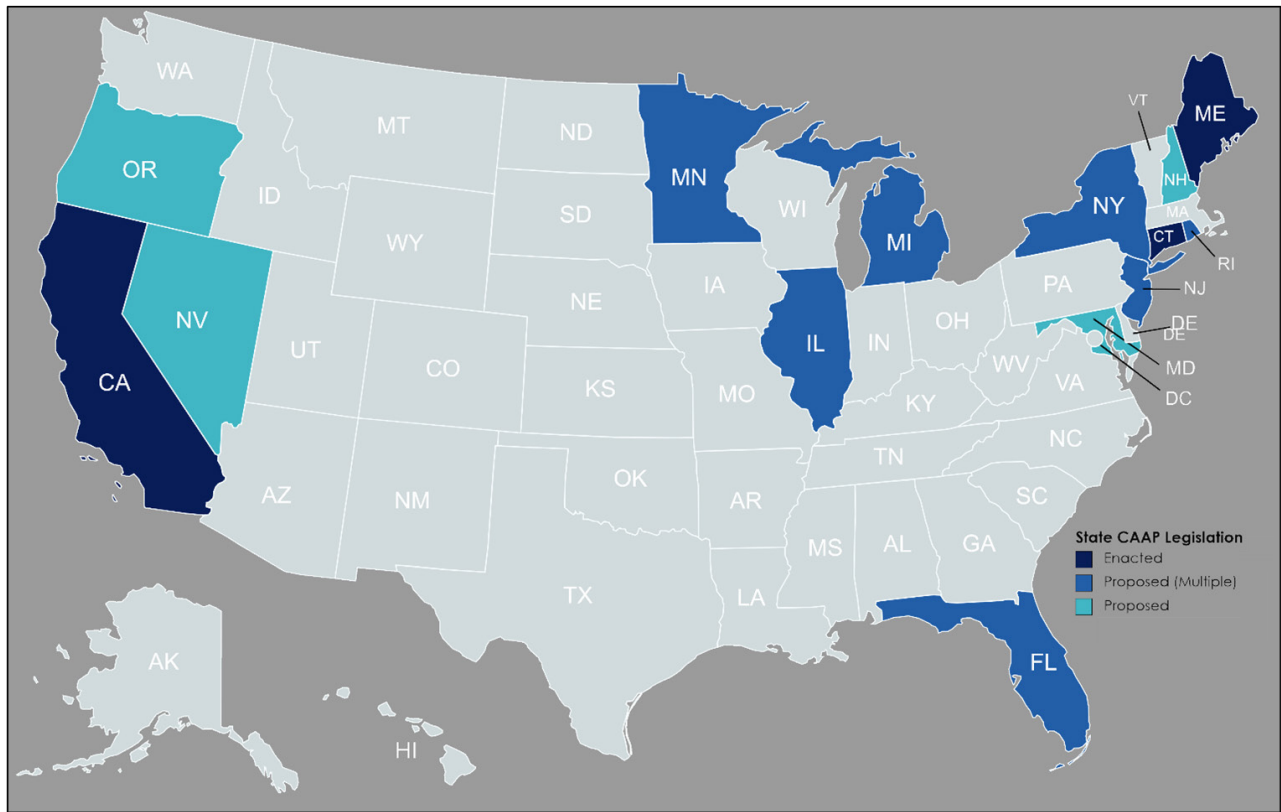 WA
MT
ND
MN
VT
ME
OR
ID
SD
WI
MI
NY
NH
MA
CT
RI
WY
IA
PA
NJ
NE
NV
UT
CO
IL
IN
OH
DE
DE
MD
DC
WV
VA
CA
KS
MO
KY
NC
TN
AZ
NM
OK
AR
SC
MS
AL
GA
TX
LA
State CAAP Legislation
Enacted
Proposed (Multiple)
Proposed
FL
AK
HI